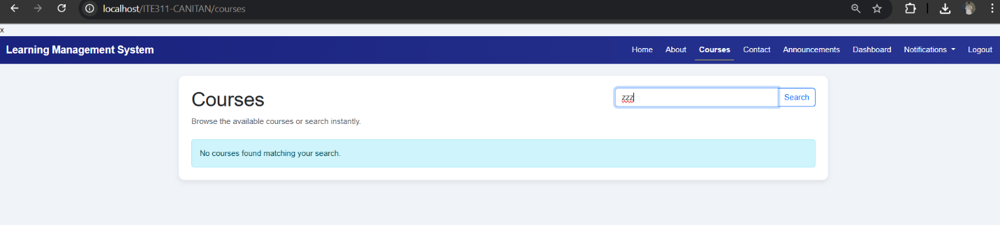 localhost/ITE311-CANITAN/courses
x
Learning Management System Home About Courses Contact Announcements Dashboard Notifications Logout
Courses zzz Search
Browse the available courses or search instantly.
No courses found matching your search.